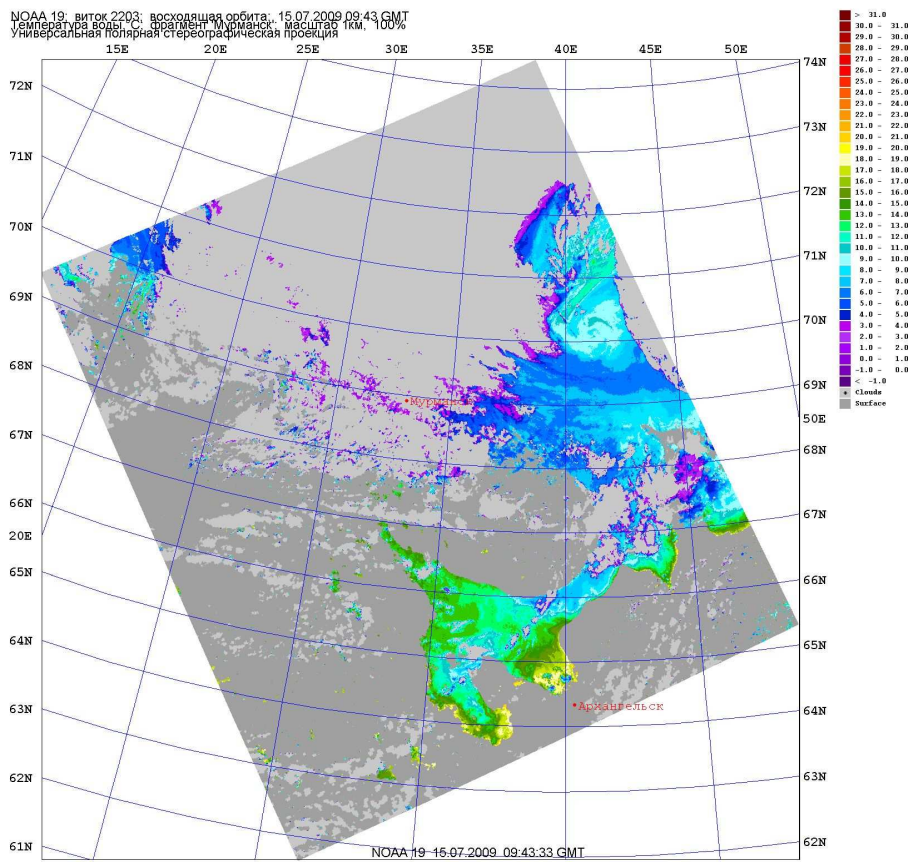 NOAA 19; виток 2203; восходящая орбита; 15.07.2009 09:43 GMT
Температура воды, °C; фрагмент "Мурманск"; масштаб 1км, 100%
Универсальная полярная стереографическая проекция
15E 20E 25E 30E 35E 40E 45E 50E
74N
72N
73N
71N
72N
70N
71N
69N
70N
68N
69N
50E
67N
68N
66N
67N
20E
65N
66N
64N
65N
63N
64N
62N
63N
61N
62N
Мурманск
Архангельск
NOAA 19 15.07.2009 09:43:33 GMT
> 31.0
30.0 - 31.0
29.0 - 30.0
28.0 - 29.0
27.0 - 28.0
26.0 - 27.0
25.0 - 26.0
24.0 - 25.0
23.0 - 24.0
22.0 - 23.0
21.0 - 22.0
20.0 - 21.0
19.0 - 20.0
18.0 - 19.0
17.0 - 18.0
16.0 - 17.0
15.0 - 16.0
14.0 - 15.0
13.0 - 14.0
12.0 - 13.0
11.0 - 12.0
10.0 - 11.0
9.0 - 10.0
8.0 - 9.0
7.0 - 8.0
6.0 - 7.0
5.0 - 6.0
4.0 - 5.0
3.0 - 4.0
2.0 - 3.0
1.0 - 2.0
0.0 - 1.0
-1.0 - 0.0
< -1.0
Clouds
Surface